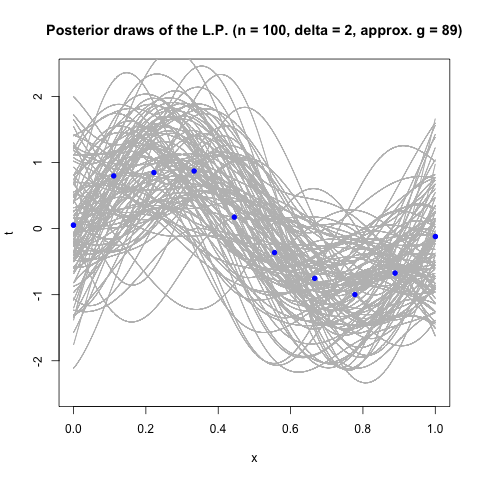 Posterior draws of the L.P. (n = 100, delta = 2, approx. g = 89)
2
1
0
-1
-2
t
0.0 0.2 0.4 0.6 0.8 1.0
x